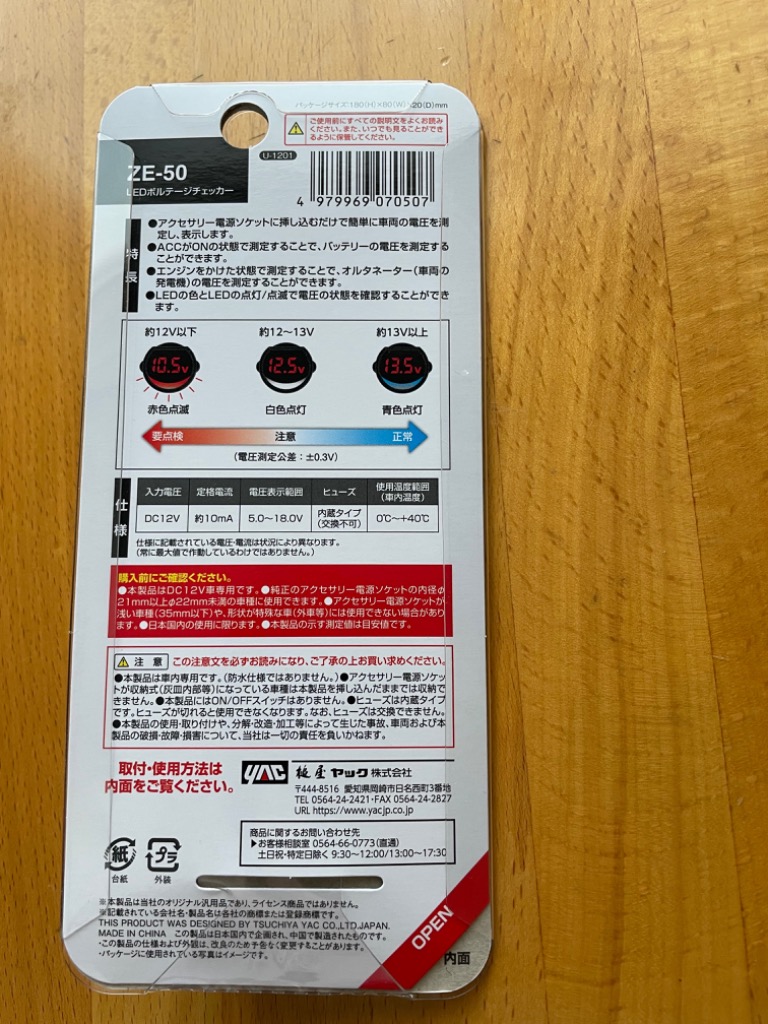 パッケージサイズ:180(H)×80(W)×20(D)mm
ご使用前にすべての説明文をよくお読み
ください。また、いつでも見ることができ
るように保管してください。
U-1201
ZE-50
LEDボルテージチェッカー
4 979969 070507
特長
●アクセサリー電源ソケットに挿し込むだけで簡単に車両の電圧を測
定し、表示します。
●ACCがONの状態で測定することで、バッテリーの電圧を測定する
ことができます。
●エンジンをかけた状態で測定することで、オルタネーター(車両の
発電機)の電圧を測定することができます。
●LEDの色とLEDの点灯/点滅で電圧の状態を確認することができ
ます。
約12V以下 約12〜13V 約13V以上
10.5v 12.5v 13.5v
赤色点滅 白色点灯 青色点灯
要点検 注意 正常
(電圧測定公差:±0.3V)
仕様
入力電圧 定格電流 電圧表示範囲 ヒューズ 使用温度範囲
(車内温度)
DC12V 約10mA 5.0〜18.0V 内蔵タイプ
(交換不可) 0℃〜+40℃
仕様に記載されている電圧・電流は状況により異なります。
(常に最大値で作動しているわけではありません。)
購入前にご確認ください。
●本製品はDC12V車専用です。●純正のアクセサリー電源ソケットの内径φ
21mm以上φ22mm未満の車種に使用できます。●アクセサリー電源ソケットが
浅い車種(35mm以下)や、形状が特殊な車(外車等)には使用できない場合があり
ます。●日本国内の使用に限ります。●本製品の示す測定値は目安値です。
注意 この注意文を必ずお読みになり、ご了承の上お買い求めください。
●本製品は車内専用です。(防水仕様ではありません。)●アクセサリー電源ソケッ
トが収納式(灰皿内部等)になっている車種は本製品を挿し込んだままでは収納で
きません。●本製品にはON/OFFスイッチはありません。●ヒューズは内蔵タイプ
です。ヒューズが切れると使用できなくなります。なお、ヒューズは交換できません。
●本製品の使用・取り付けや、分解・改造・加工等によって生じた事故、車両および本
製品の破損・故障・損害について、当社は一切の責任を負いかねます。
取付・使用方法は
内面をご覧ください。
YAC 槌屋ヤック株式会社
〒444-8516 愛知県岡崎市日名西町3番地
TEL 0564-24-2421・FAX 0564-24-2827
URL https://www.yacjp.co.jp
商品に関するお問い合わせ先
▶お客様相談室 0564-66-0773(直通)
土日祝・特定日除く 9:30〜12:00/13:00〜17:30
紙 プラ
台紙 外装
※本製品は当社のオリジナル汎用品であり、ライセンス商品ではありません。
※記載されている会社名・製品名は各社の商標または登録商標です。
THIS PRODUCT WAS DESIGNED BY TSUCHIYA YAC CO.,LTD.JAPAN.
MADE IN CHINA この製品は日本国内で企画され、中国で製造されたものです。
・この製品の仕様および外観は、改良のため予告なく変更することがあります。
・パッケージに使用されている写真はイメージです。
OPEN
内面